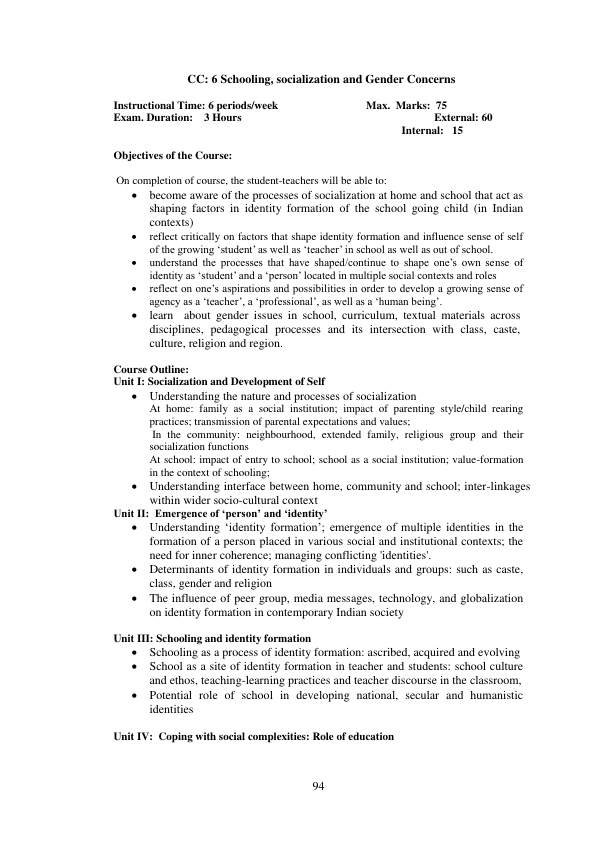 CC: 6 Schooling, socialization and Gender Concerns
Instructional Time: 6 periods/week Max. Marks: 75
Exam. Duration: 3 Hours External: 60
Internal: 15
Objectives of the Course:
On completion of course, the student-teachers will be able to:
• become aware of the processes of socialization at home and school that act as
shaping factors in identity formation of the school going child (in Indian
contexts)
• reflect critically on factors that shape identity formation and influence sense of self
of the growing ‘student’ as well as ‘teacher’ in school as well as out of school.
• understand the processes that have shaped/continue to shape one’s own sense of
identity as ‘student’ and a ‘person’ located in multiple social contexts and roles
• reflect on one’s aspirations and possibilities in order to develop a growing sense of
agency as a ‘teacher’, a ‘professional’, as well as a ‘human being’.
• learn about gender issues in school, curriculum, textual materials across
disciplines, pedagogical processes and its intersection with class, caste,
culture, religion and region.
Course Outline:
Unit I: Socialization and Development of Self
• Understanding the nature and processes of socialization
At home: family as a social institution; impact of parenting style/child rearing
practices; transmission of parental expectations and values;
In the community: neighbourhood, extended family, religious group and their
socialization functions
At school: impact of entry to school; school as a social institution; value-formation
in the context of schooling;
• Understanding interface between home, community and school; inter-linkages
within wider socio-cultural context
Unit II: Emergence of ‘person’ and ‘identity’
• Understanding ‘identity formation’; emergence of multiple identities in the
formation of a person placed in various social and institutional contexts; the
need for inner coherence; managing conflicting 'identities'.
• Determinants of identity formation in individuals and groups: such as caste,
class, gender and religion
• The influence of peer group, media messages, technology, and globalization
on identity formation in contemporary Indian society
Unit III: Schooling and identity formation
• Schooling as a process of identity formation: ascribed, acquired and evolving
• School as a site of identity formation in teacher and students: school culture
and ethos, teaching-learning practices and teacher discourse in the classroom,
• Potential role of school in developing national, secular and humanistic
identities
Unit IV: Coping with social complexities: Role of education
94